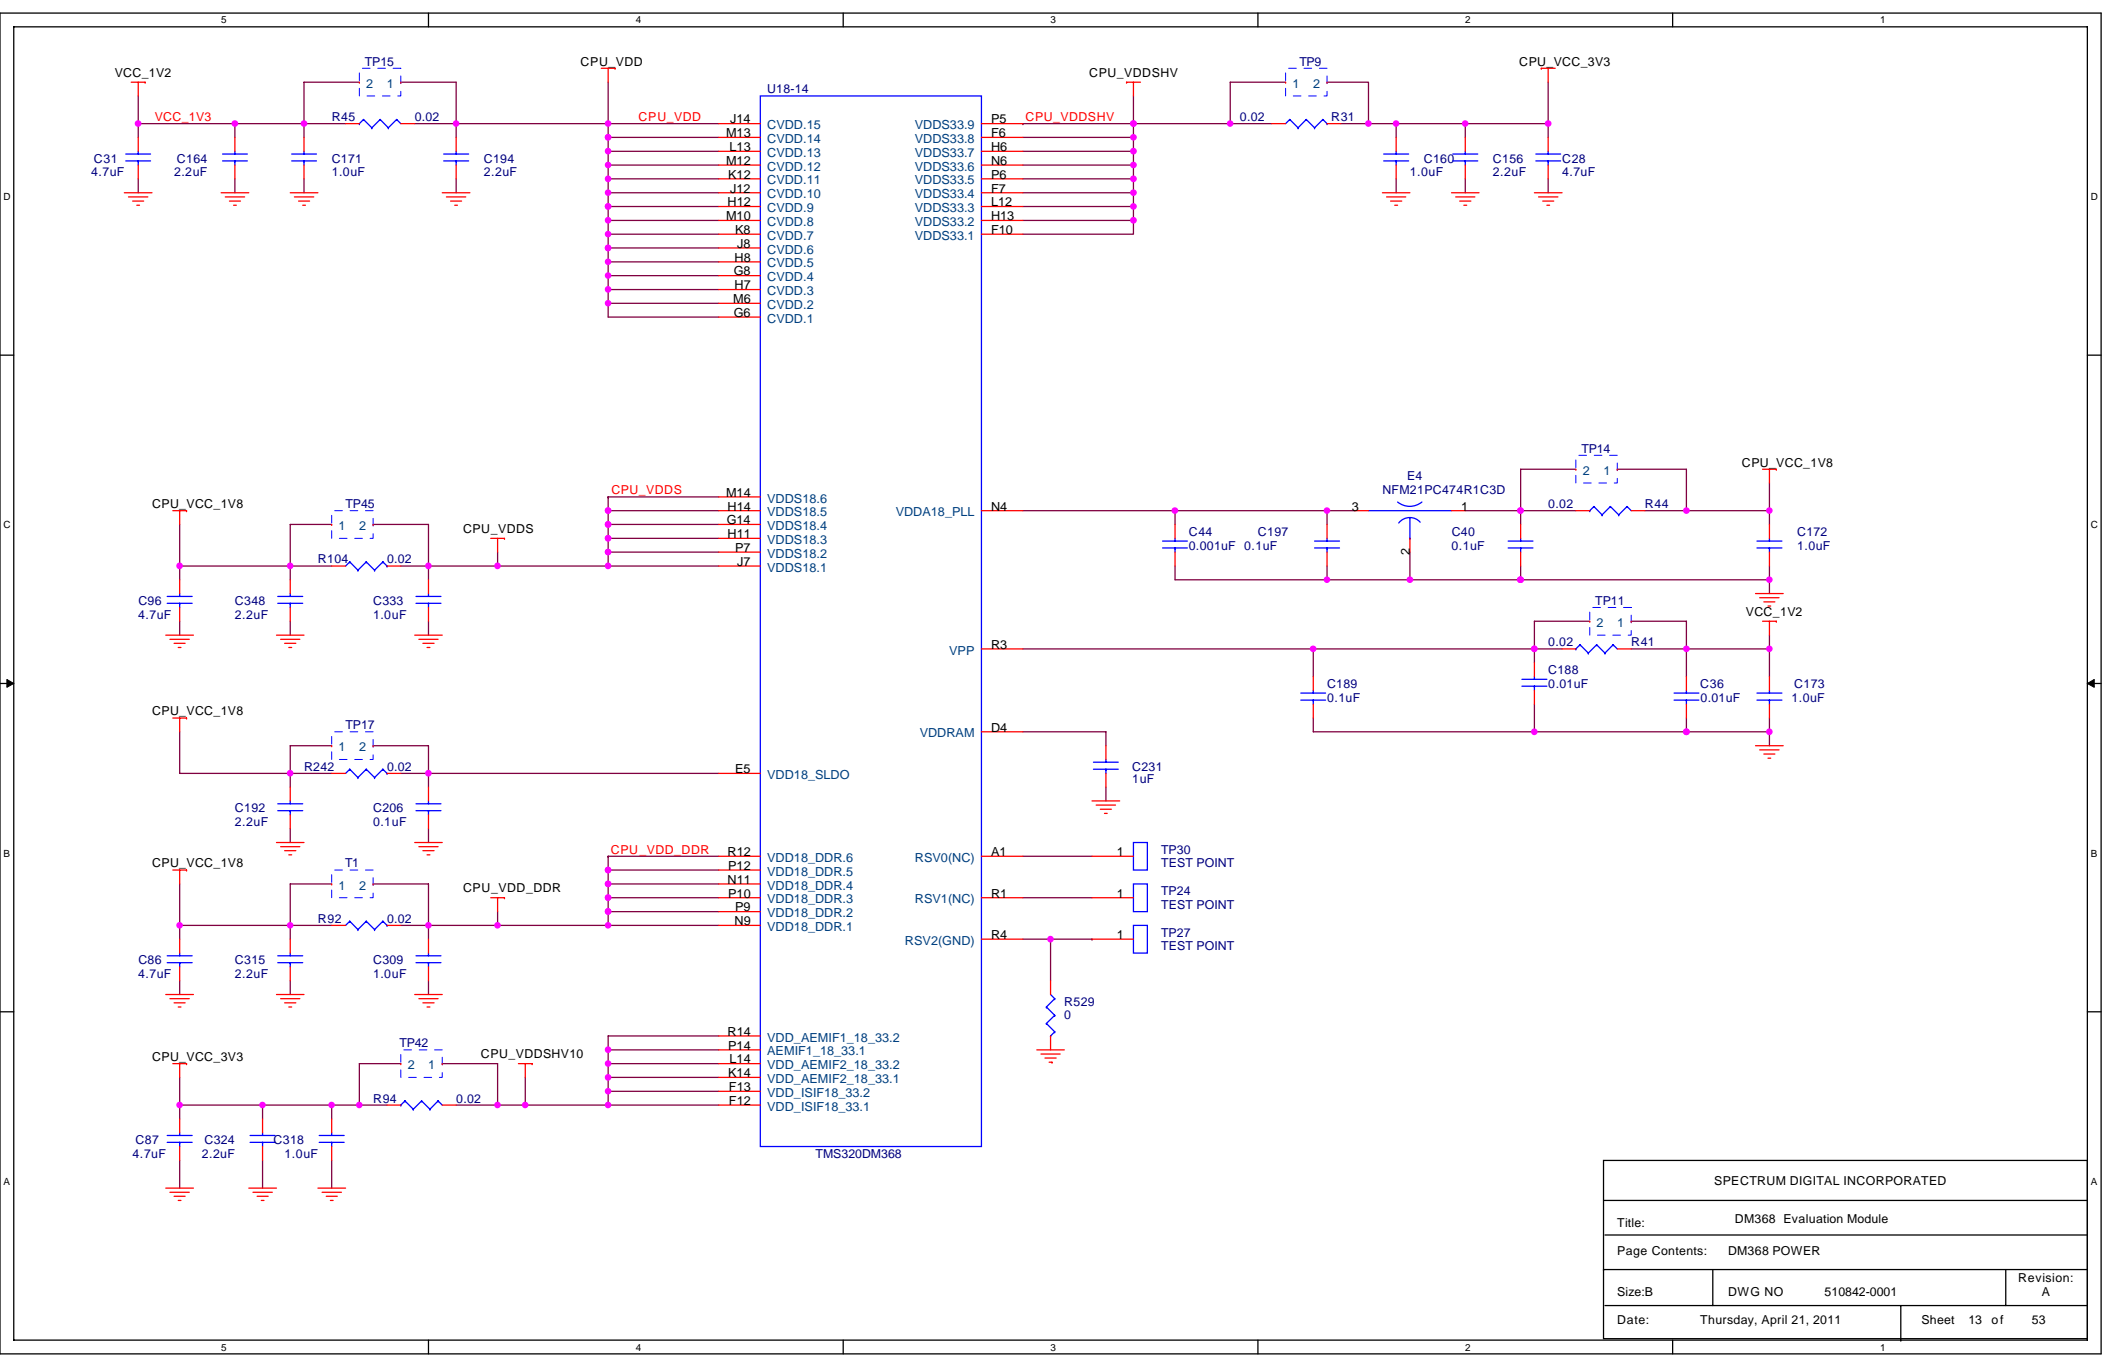 5 4 3 2 1
VCC_1V2
TP15
2 1
VCC_1V3
R45 0.02
C31
4.7uF
C164
2.2uF
C171
1.0uF
C194
2.2uF
CPU_VDD
CPU_VDD
U18-14
J14 CVDD.15
M13 CVDD.14
L13 CVDD.13
M12 CVDD.12
K12 CVDD.11
J12 CVDD.10
H12 CVDD.9
M10 CVDD.8
K8 CVDD.7
J8 CVDD.6
H8 CVDD.5
G8 CVDD.4
H7 CVDD.3
M6 CVDD.2
G6 CVDD.1
VDDS33.9 P5
VDDS33.8 F6
VDDS33.7 H6
VDDS33.6 N6
VDDS33.5 P6
VDDS33.4 F7
VDDS33.3 L12
VDDS33.2 H13
VDDS33.1 F10
CPU_VDDSHV
CPU_VDDSHV
TP9
1 2
0.02 R31
CPU_VCC_3V3
C160
1.0uF
C156
2.2uF
C28
4.7uF
D D
CPU_VCC_1V8
TP45
1 2
R104 0.02
CPU_VDDS
CPU_VDDS
C96
4.7uF
C348
2.2uF
C333
1.0uF
M14 VDDS18.6
H14 VDDS18.5
G14 VDDS18.4
H11 VDDS18.3
P7 VDDS18.2
J7 VDDS18.1
VDDA18_PLL N4
C44
0.001uF
C197
0.1uF
E4
NFM21PC474R1C3D
3 1
2
C40
0.1uF
TP14
2 1
0.02 R44
CPU_VCC_1V8
C172
1.0uF
C C
VPP R3
C189
0.1uF
TP11
2 1
0.02 R41
VCC_1V2
C188
0.01uF
C36
0.01uF
C173
1.0uF
CPU_VCC_1V8
TP17
1 2
R242 0.02
C192
2.2uF
C206
0.1uF
E5 VDD18_SLDO
VDDRAM D4
C231
1uF
B B
CPU_VCC_1V8
T1
1 2
R92 0.02
CPU_VDD_DDR
CPU_VDD_DDR
C86
4.7uF
C315
2.2uF
C309
1.0uF
R12 VDD18_DDR.6
P12 VDD18_DDR.5
N11 VDD18_DDR.4
P10 VDD18_DDR.3
P9 VDD18_DDR.2
N9 VDD18_DDR.1
RSV0(NC) A1 1
TP30
TEST POINT
RSV1(NC) R1 1
TP24
TEST POINT
RSV2(GND) R4 1
TP27
TEST POINT
R529
0
CPU_VCC_3V3
TP42
2 1
R94 0.02
CPU_VDDSHV10
C87
4.7uF
C324
2.2uF
C318
1.0uF
R14 VDD_AEMIF1_18_33.2
P14 AEMIF1_18_33.1
L14 VDD_AEMIF2_18_33.2
K14 VDD_AEMIF2_18_33.1
F13 VDD_ISIF18_33.2
F12 VDD_ISIF18_33.1
TMS320DM368
A A
SPECTRUM DIGITAL INCORPORATED
Title: DM368 Evaluation Module
Page Contents: DM368 POWER
Size:B DWG NO 510842-0001 Revision:
A
Date: Thursday, April 21, 2011 Sheet 13 of 53
5 4 3 2 1